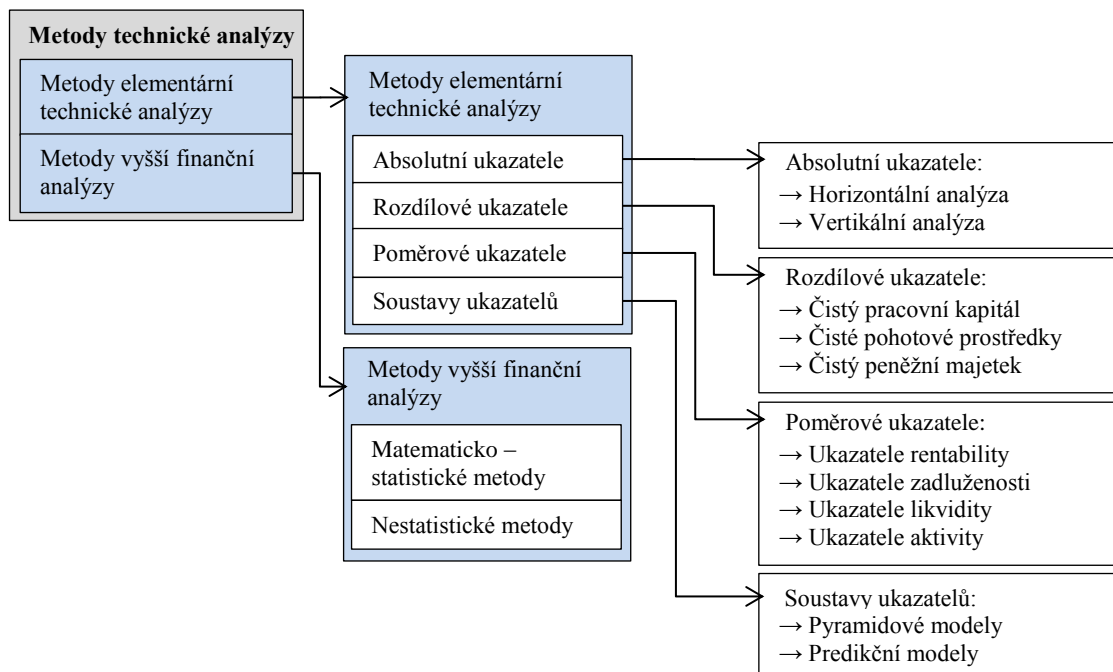 Metody technické analýzy
Metody elementární
technické analýzy
Metody vyšší finanční
analýzy
Metody elementární
technické analýzy
Absolutní ukazatele
Rozdílové ukazatele
Poměrové ukazatele
Soustavy ukazatelů
Metody vyšší finanční
analýzy
Matematicko –
statistické metody
Nestatistické metody
Absolutní ukazatele:
→ Horizontální analýza
→ Vertikální analýza
Rozdílové ukazatele:
→ Čistý pracovní kapitál
→ Čisté pohotové prostředky
→ Čistý peněžní majetek
Poměrové ukazatele:
→ Ukazatele rentability
→ Ukazatele zadluženosti
→ Ukazatele likvidity
→ Ukazatele aktivity
Soustavy ukazatelů:
→ Pyramidové modely
→ Predikční modely